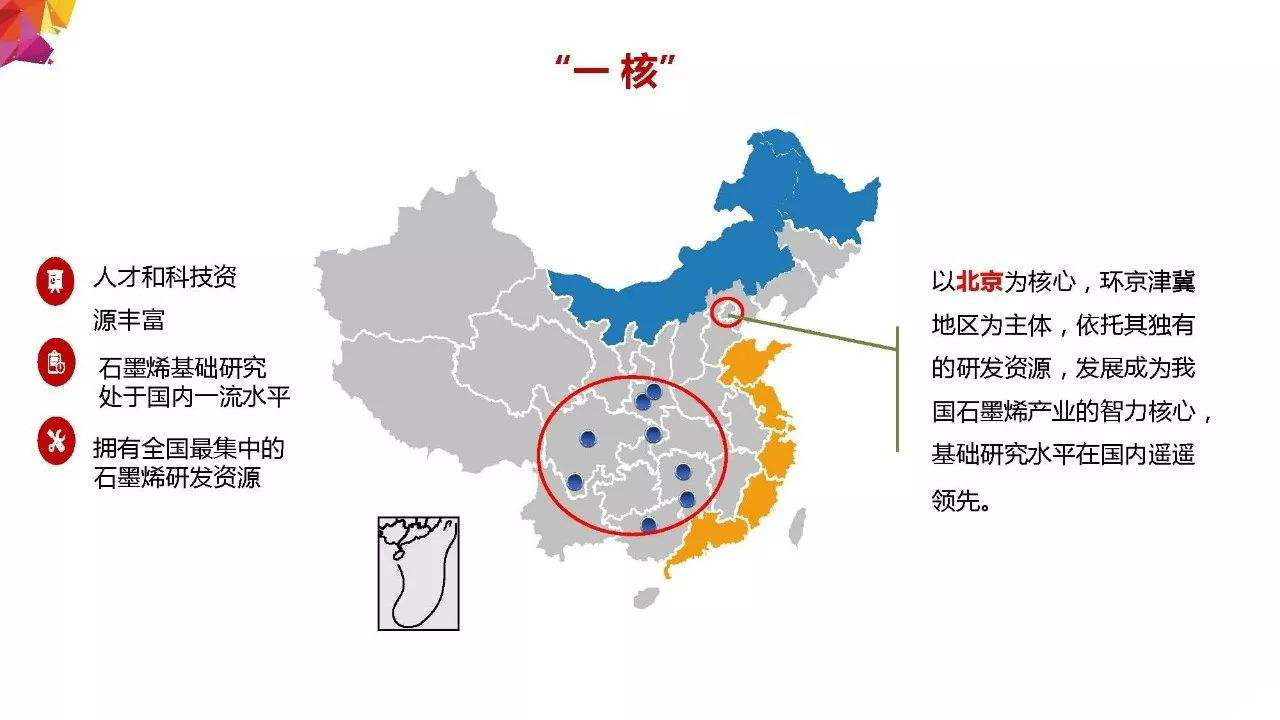 “一 核”
人才和科技资
源丰富
石墨烯基础研究
处于国内一流水平
拥有全国最集中的
石墨烯研发资源
以北京为核心，环京津冀
地区为主体，依托其独有
的研发资源，发展成为我
国石墨烯产业的智力核心，
基础研究水平在国内遥遥
领先。